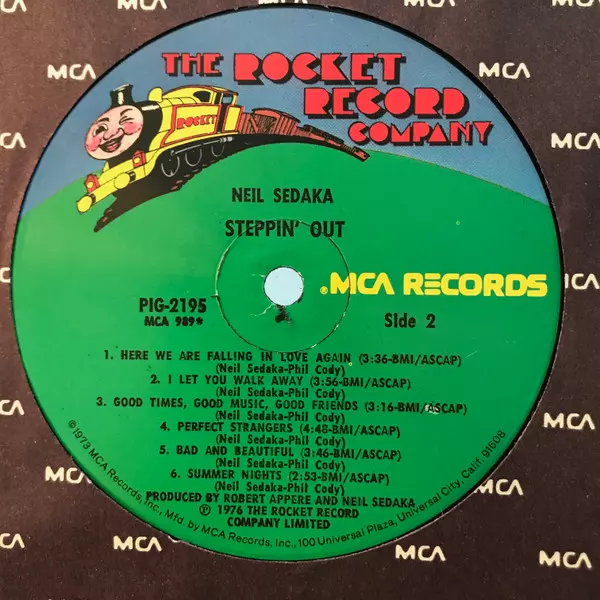 THE ROCKET
RECORD
COMPANY
ROCKET
NEIL SEDAKA
STEPPIN' OUT
MCA RECORDS
PIG-2195
MCA 989*
Side 2
1. HERE WE ARE FALLING IN LOVE AGAIN (3:36-BMI/ASCAP)
(Neil Sedaka-Phil Cody)
2. I LET YOU WALK AWAY (3:56-BMI/ASCAP)
(Neil Sedaka-Phil Cody)
3. GOOD TIMES, GOOD MUSIC, GOOD FRIENDS (3:16-BMI/ASCAP)
(Neil Sedaka-Phil Cody)
4. PERFECT STRANGERS (4:48-BMI/ASCAP)
(Neil Sedaka-Phil Cody)
5. BAD AND BEAUTIFUL (3:46-BMI/ASCAP)
(Neil Sedaka-Phil Cody)
6. SUMMER NIGHTS (2:53-BMI/ASCAP)
(Neil Sedaka-Phil Cody)
PRODUCED BY ROBERT APPERE AND NEIL SEDAKA
℗ 1976 THE ROCKET RECORD
COMPANY LIMITED
©1973 MCA Records, Inc., Mfd. by MCA Records, Inc., 100 Universal Plaza, Universal City, Calif. 91608
MCA
MCA
MCA
MCA
MCA
MCA
MCA
MCA
MCA